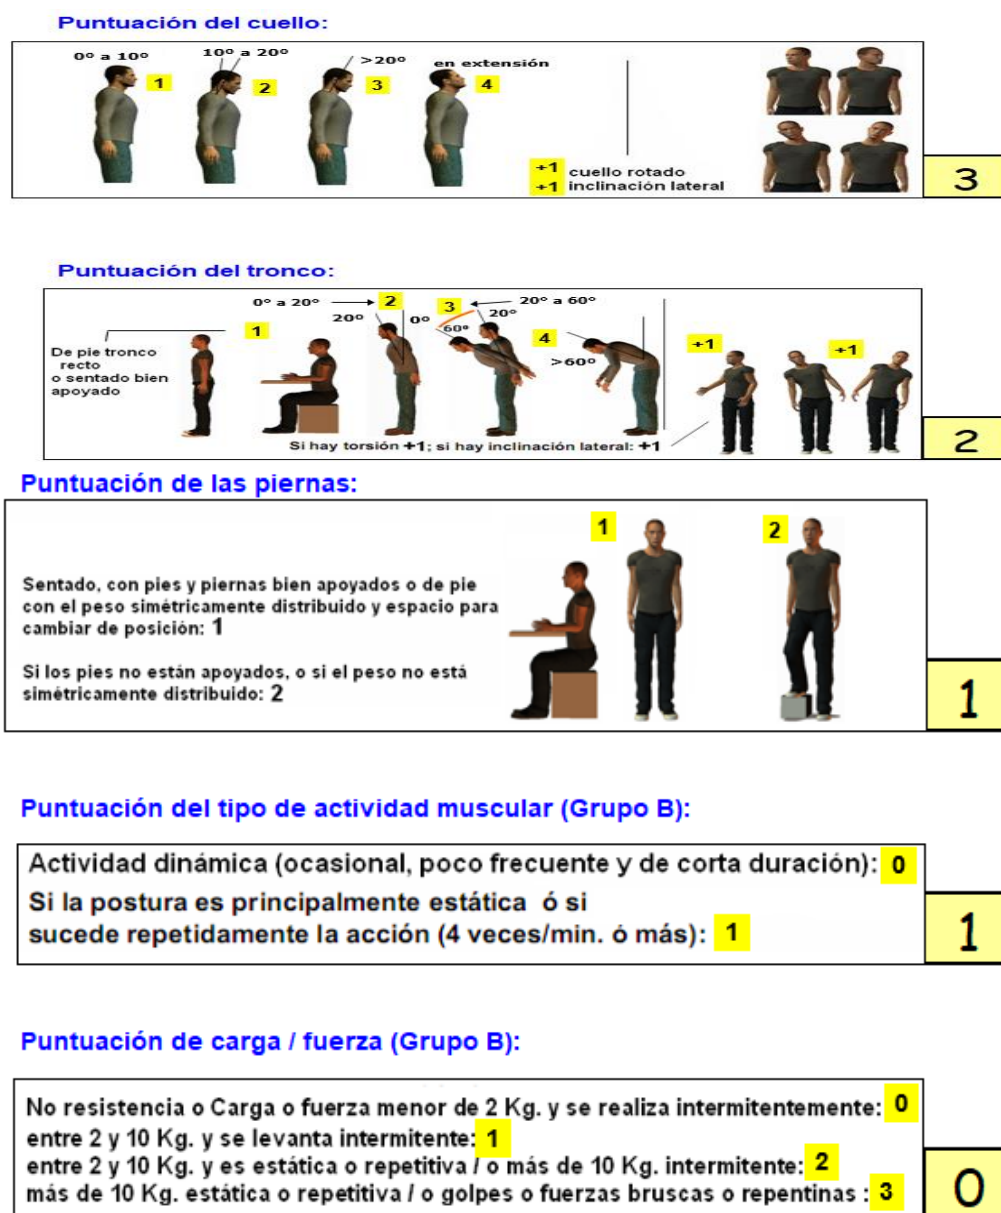 Puntuación del cuello:
0º a 10º
1
10º a 20º
2
>20º
3
en extensión
4
+1 cuello rotado
+1 inclinación lateral
3
Puntuación del tronco:
De pie tronco
recto
o sentado bien
apoyado
1
0º a 20º
2
20º
0º
3
60º
20º
20º a 60º
4
>60º
+1
+1
Si hay torsión +1; si hay inclinación lateral: +1
2
Puntuación de las piernas:
1
2
Sentado, con pies y piernas bien apoyados o de pie
con el peso simétricamente distribuido y espacio para
cambiar de posición: 1
Si los pies no están apoyados, o si el peso no está
simétricamente distribuido: 2
1
Puntuación del tipo de actividad muscular (Grupo B):
Actividad dinámica (ocasional, poco frecuente y de corta duración): 0
Si la postura es principalmente estática ó si
sucede repetidamente la acción (4 veces/min. ó más): 1
1
Puntuación de carga / fuerza (Grupo B):
No resistencia o Carga o fuerza menor de 2 Kg. y se realiza intermitentemente: 0
entre 2 y 10 Kg. y se levanta intermitente: 1
entre 2 y 10 Kg. y es estática o repetitiva / o más de 10 Kg. intermitente: 2
más de 10 Kg. estática o repetitiva / o golpes o fuerzas bruscas o repentinas : 3
0